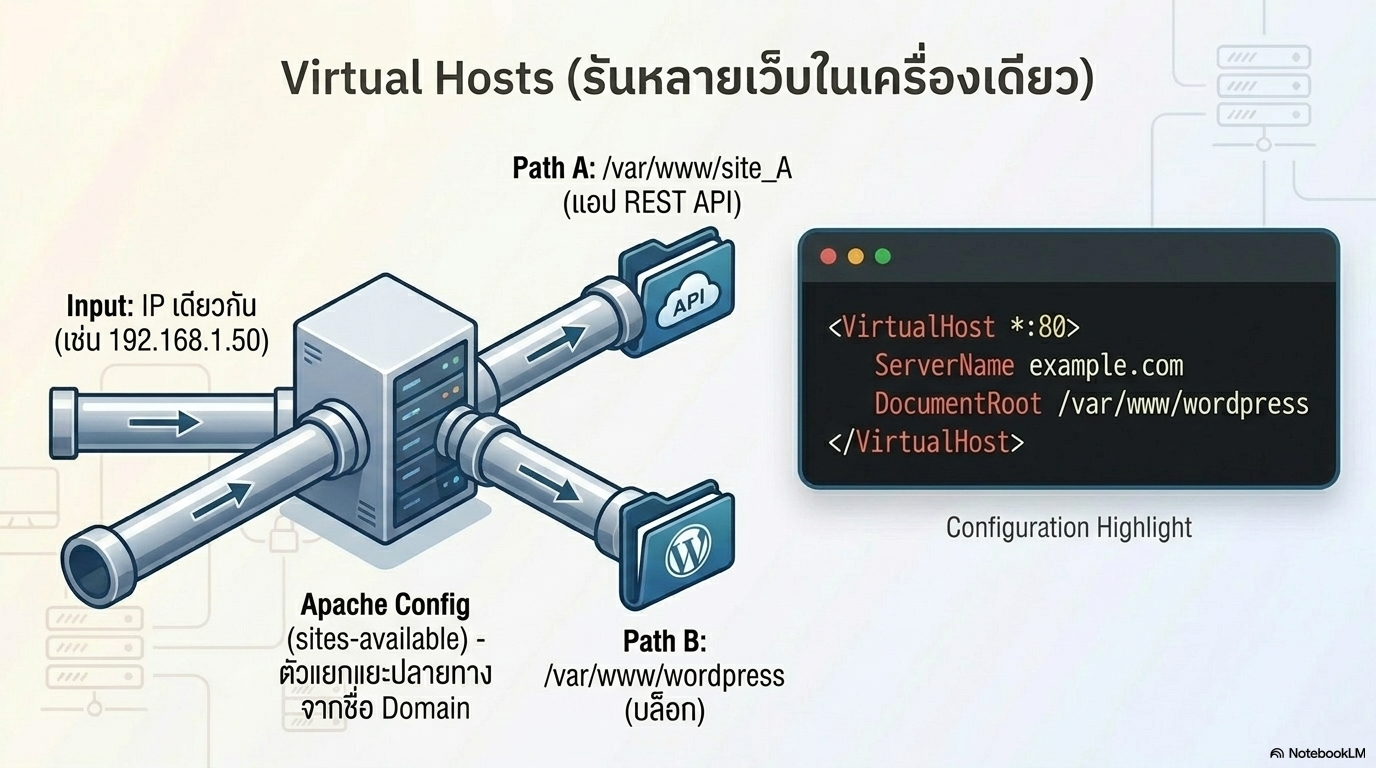 Virtual Hosts (รันหลายเว็บในเครื่องเดียว)
Path A: /var/www/site_A
(แอป REST API)
Input: IP เดียวกัน
(เช่น 192.168.1.50)
API
<VirtualHost *:80>
ServerName example.com
DocumentRoot /var/www/wordpress
</VirtualHost>
Configuration Highlight
Apache Config
(sites-available) -
ตัวแยกแยะปลายทาง
จากชื่อ Domain
W
Path B:
/var/www/wordpress
(บล็อก)
NotebookLM